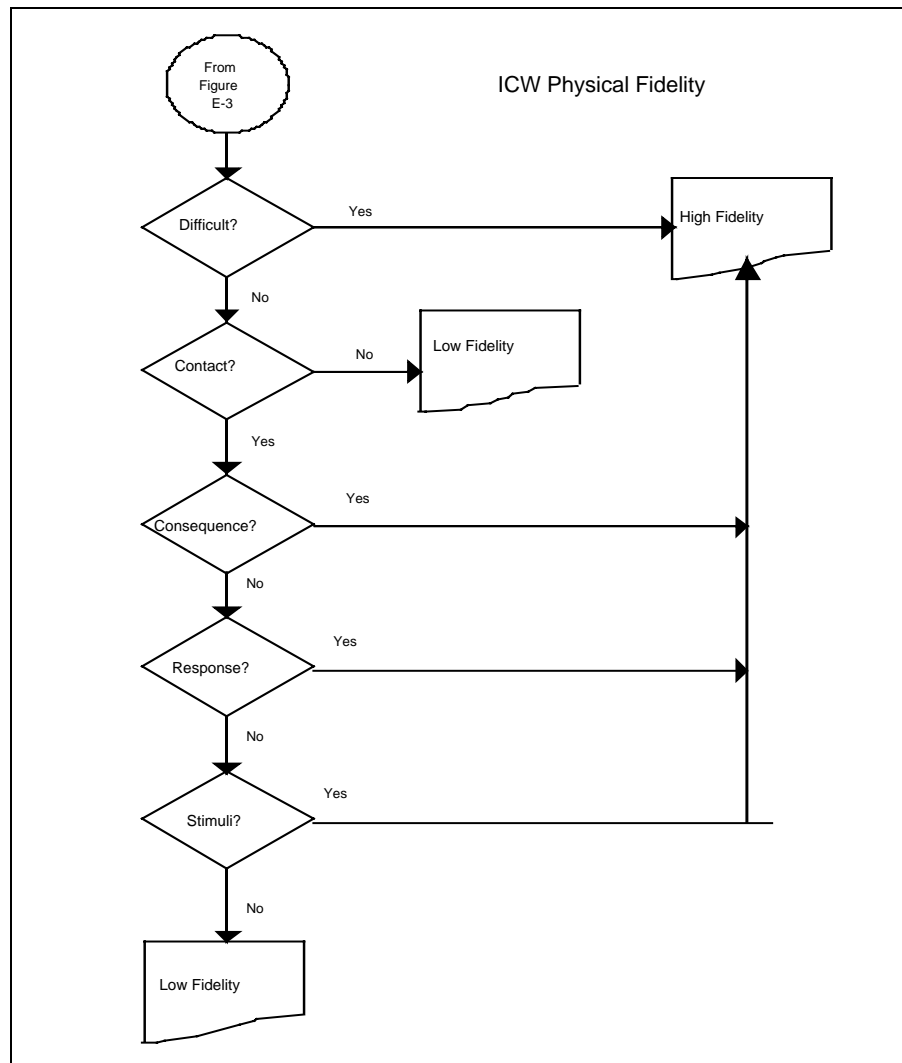 From
Figure
E-3
ICW Physical Fidelity
Difficult?
Yes
High Fidelity
No
Contact?
No
Low Fidelity
Yes
Consequence?
Yes
No
Response?
Yes
No
Stimuli?
Yes
No
Low Fidelity